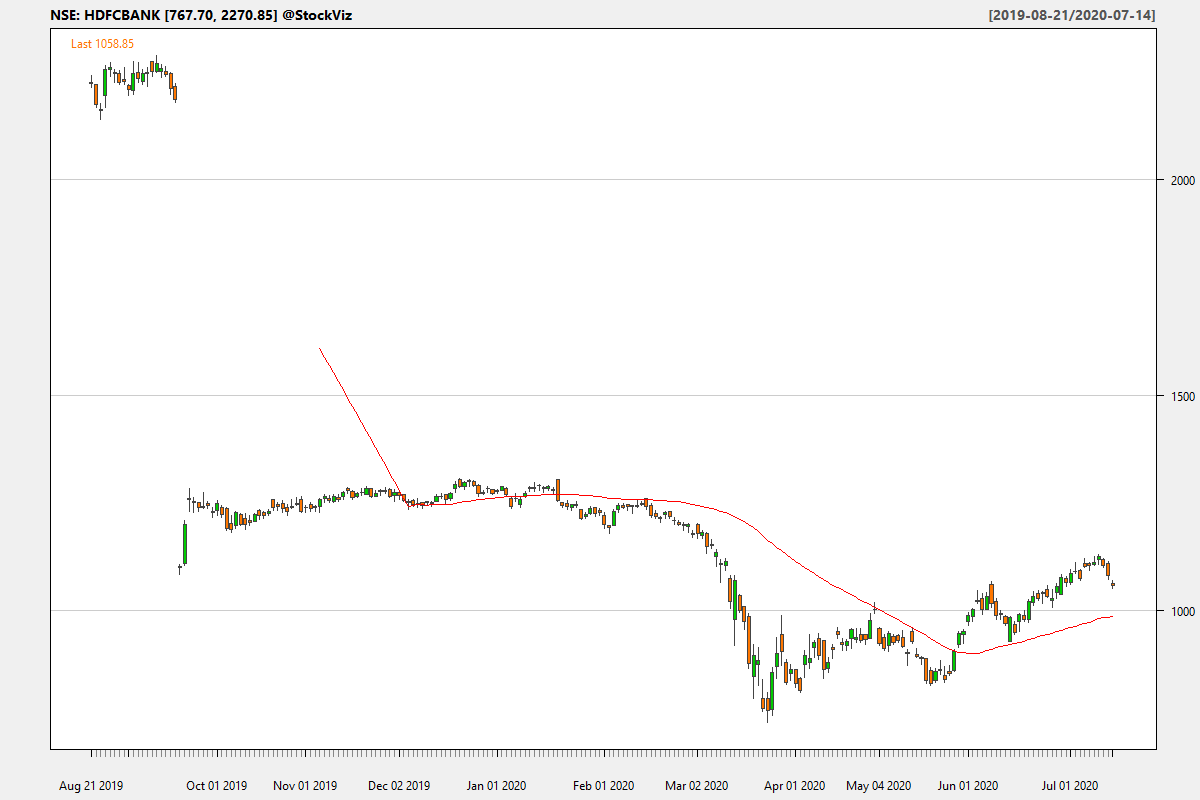 NSE: HDFCBANK [767.70, 2270.85] @StockViz
[2019-08-21/2020-07-14]
Last 1058.85
2000
1500
1000
Aug 21 2019
Oct 01 2019
Nov 01 2019
Dec 02 2019
Jan 01 2020
Feb 01 2020
Mar 02 2020
Apr 01 2020
May 04 2020
Jun 01 2020
Jul 01 2020